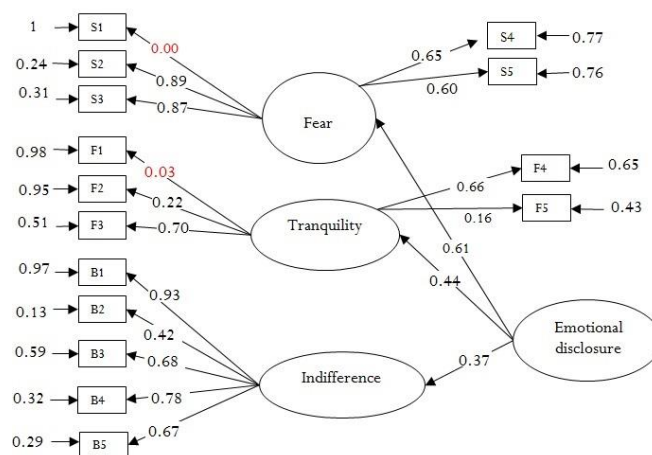 1
S1
0.00
0.24
S2
0.89
0.31
S3
0.87
Fear
0.65
S4
0.77
0.60
S5
0.76
0.98
F1
0.03
0.95
F2
0.22
0.51
F3
0.70
Tranquility
0.66
F4
0.65
0.16
F5
0.43
0.61
0.44
0.97
B1
0.93
0.13
B2
0.42
0.59
B3
0.68
0.32
B4
0.78
0.29
B5
0.67
Indifference
0.37
Emotional
disclosure